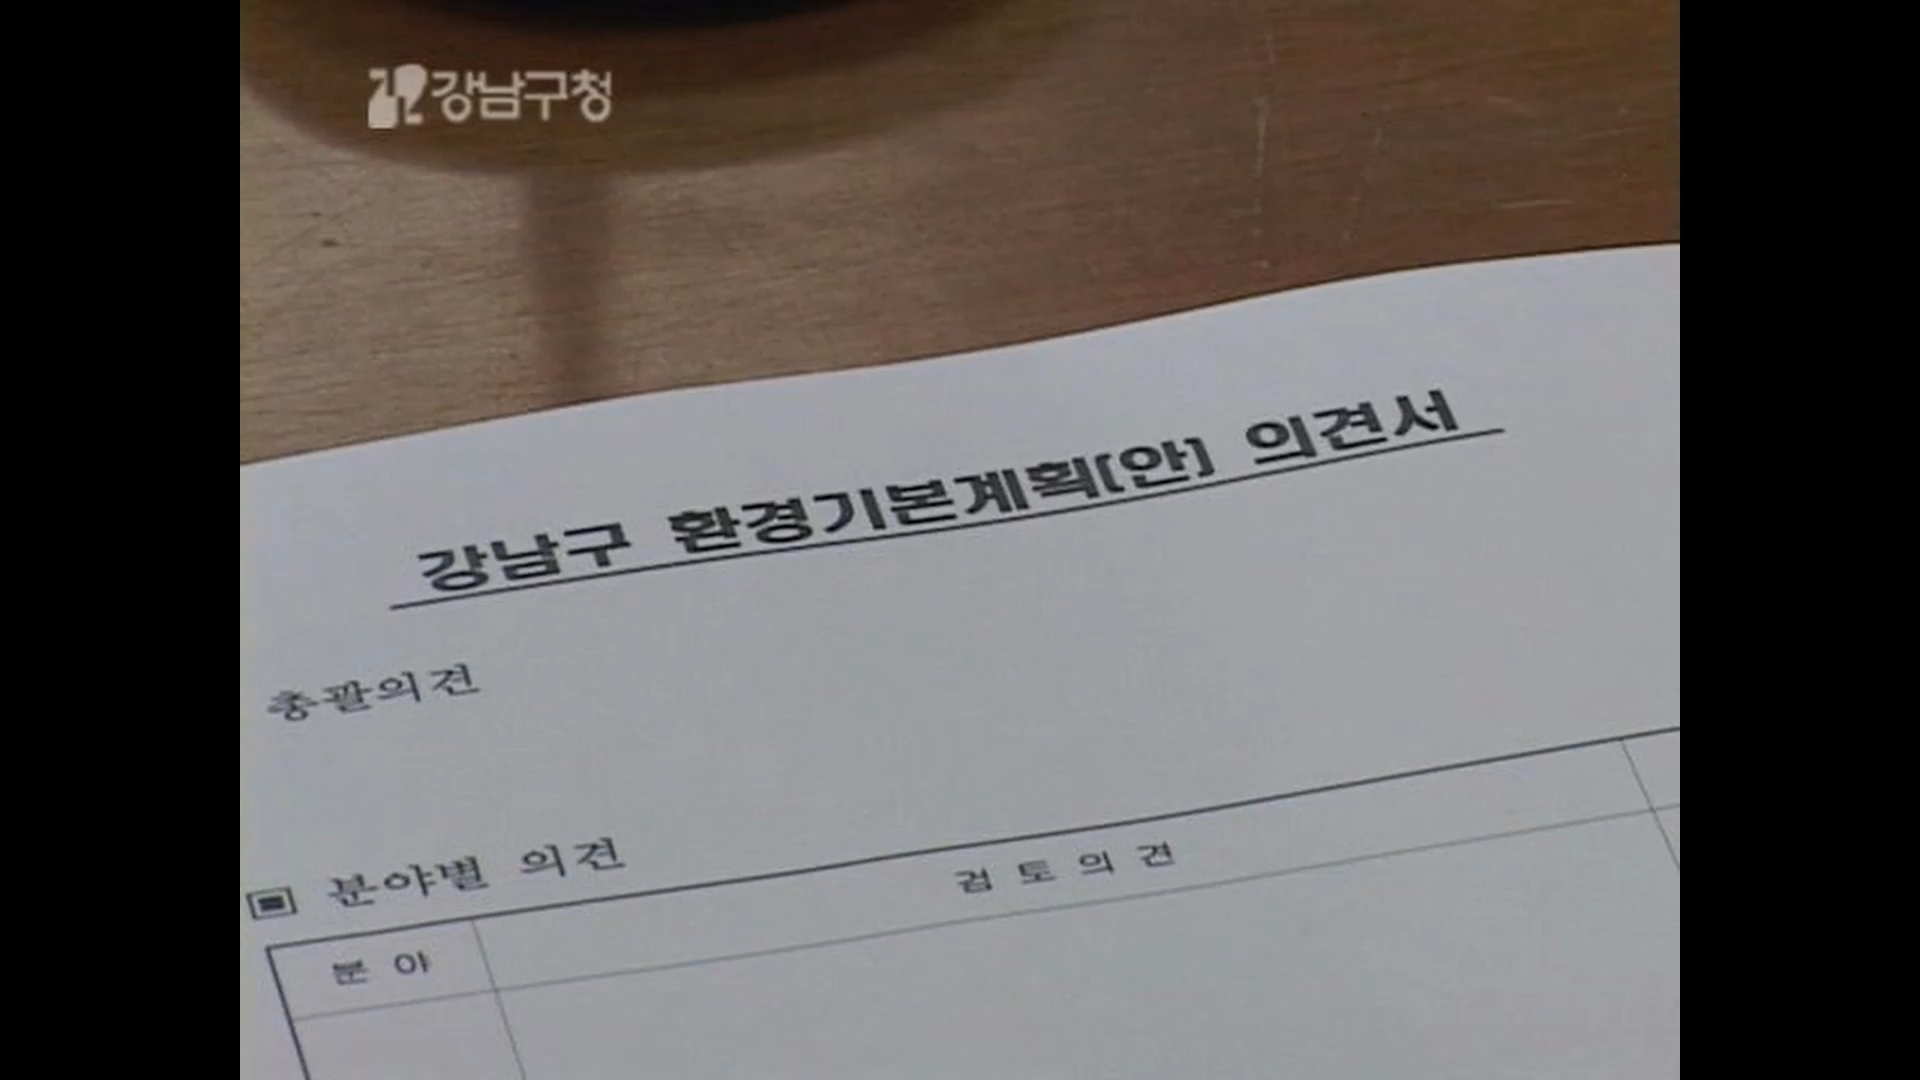 강남구청
강남구 환경기본계획[안] 의견서
총괄의견
▣ 분야별 의견
분 야
검 토 의 견